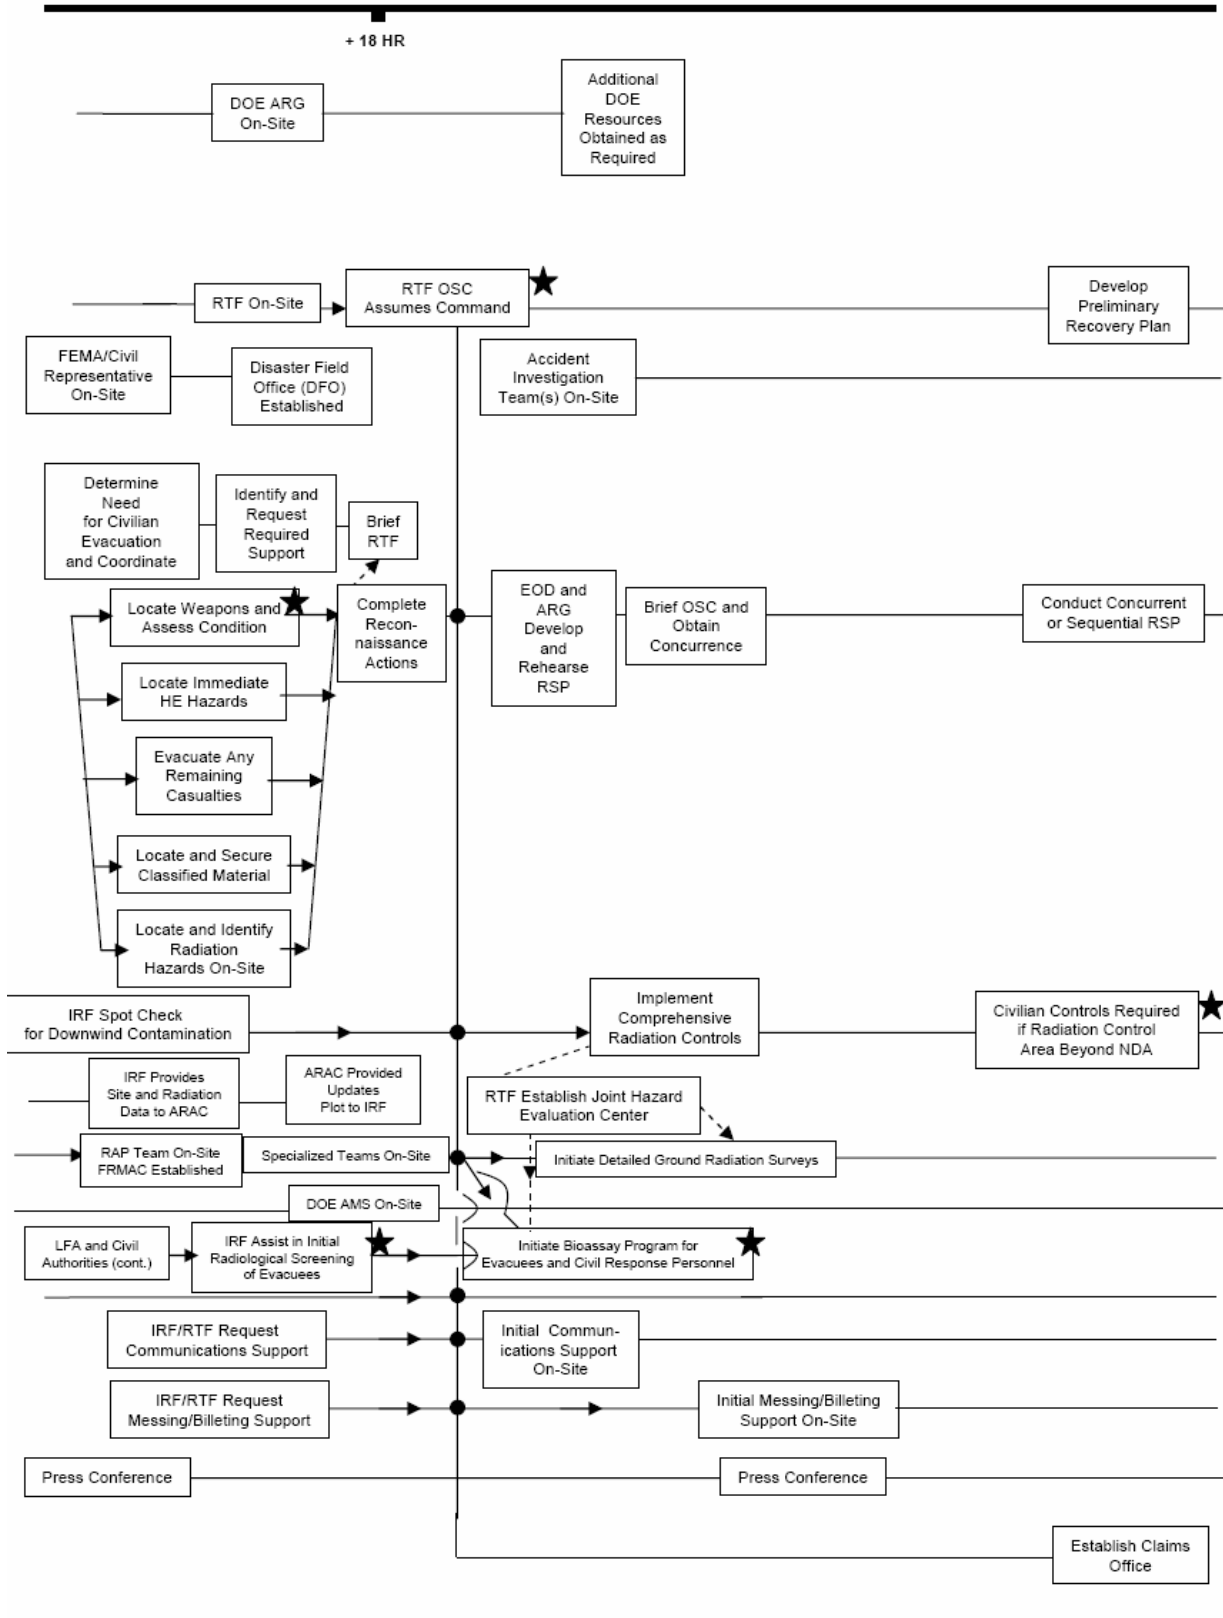 + 18 HR
DOE ARG
On-Site
Additional
DOE
Resources
Obtained as
Required
RTF On-Site
RTF OSC
Assumes Command
Develop
Preliminary
Recovery Plan
FEMA/Civil
Representative
On-Site
Disaster Field
Office (DFO)
Established
Accident
Investigation
Team(s) On-Site
Determine
Need
for Civilian
Evacuation
and Coordinate
Identify and
Request
Required
Support
Brief
RTF
Locate Weapons and
Assess Condition
Complete
Recon-
naissance
Actions
EOD and
ARG
Develop
and
Rehearse
RSP
Brief OSC and
Obtain
Concurrence
Conduct Concurrent
or Sequential RSP
Locate Immediate
HE Hazards
Evacuate Any
Remaining
Casualties
Locate and Secure
Classified Material
Locate and Identify
Radiation
Hazards On-Site
IRF Spot Check
for Downwind Contamination
Implement
Comprehensive
Radiation Controls
Civilian Controls Required
if Radiation Control
Area Beyond NDA
IRF Provides
Site and Radiation
Data to ARAC
ARAC Provided
Updates
Plot to IRF
RTF Establish Joint Hazard
Evaluation Center
RAP Team On-Site
FRMAC Established
Specialized Teams On-Site
Initiate Detailed Ground Radiation Surveys
DOE AMS On-Site
LFA and Civil
Authorities (cont.)
IRF Assist in Initial
Radiological Screening
of Evacuees
Initiate Bioassay Program for
Evacuees and Civil Response Personnel
IRF/RTF Request
Communications Support
Initial Commun-
ications Support
On-Site
IRF/RTF Request
Messing/Billeting Support
Initial Messing/Billeting
Support On-Site
Press Conference
Press Conference
Establish Claims
Office